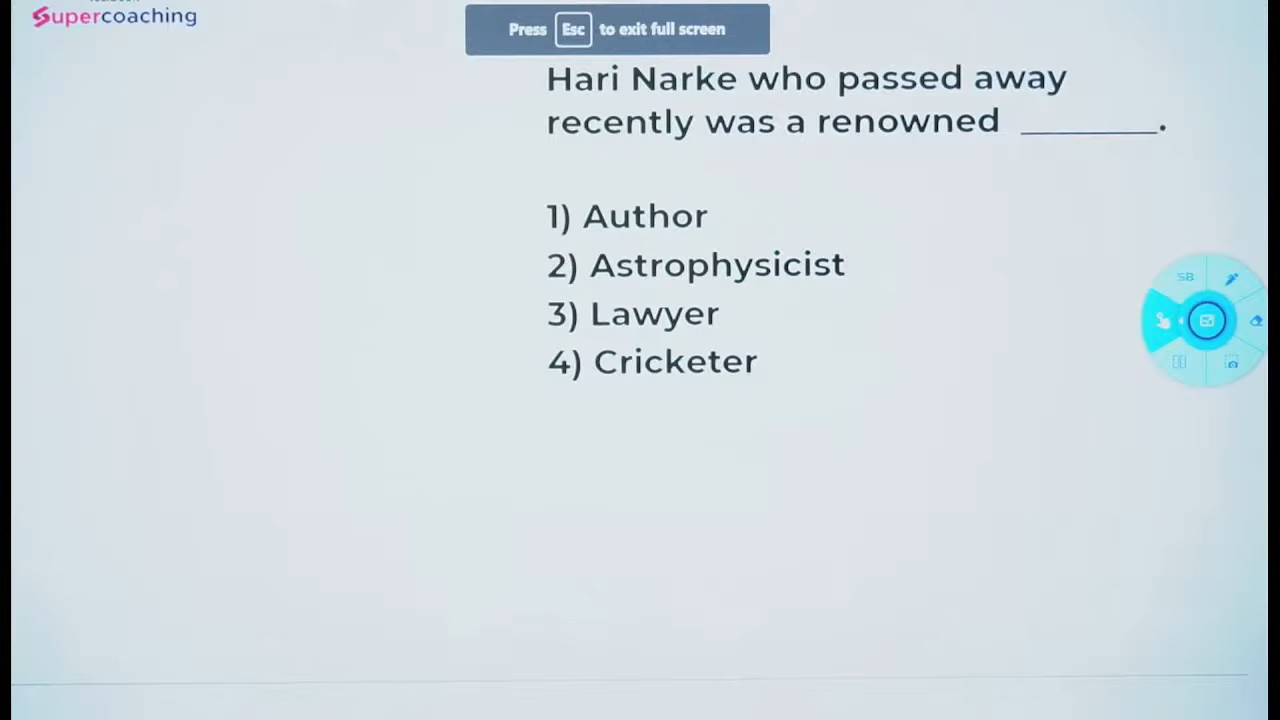 Supercoaching
Press Esc to exit full screen
Hari Narke who passed away
recently was a renowned ________.
1) Author
2) Astrophysicist
3) Lawyer
4) Cricketer
SB